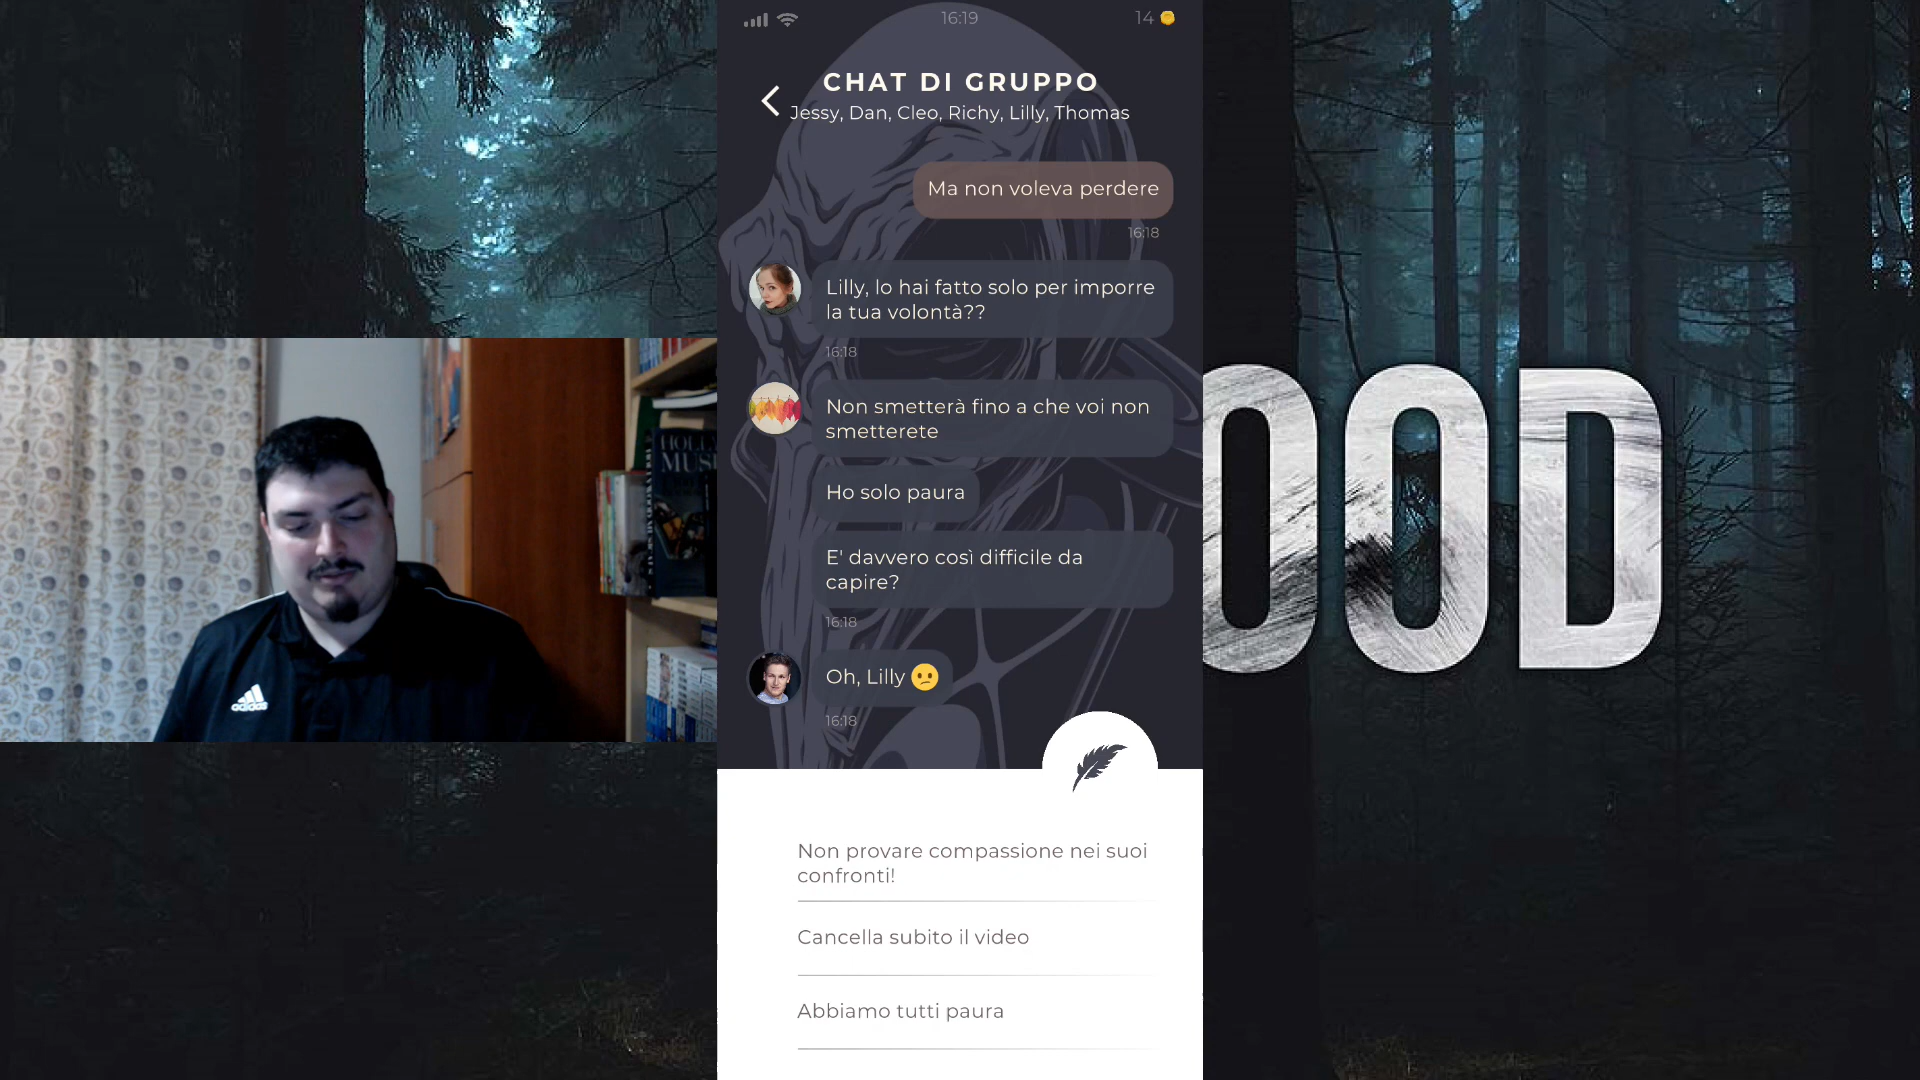 16:19
14
CHAT DI GRUPPO
Jessy, Dan, Cleo, Richy, Lilly, Thomas
Ma non voleva perdere
16:18
Lilly, lo hai fatto solo per imporre
la tua volontà??
16:18
Non smetterà fino a che voi non
smetterete
Ho solo paura
E' davvero così difficile da
capire?
16:18
Oh, Lilly 😕
16:18
Non provare compassione nei suoi
confronti!
Cancella subito il video
Abbiamo tutti paura
OOD
adidas